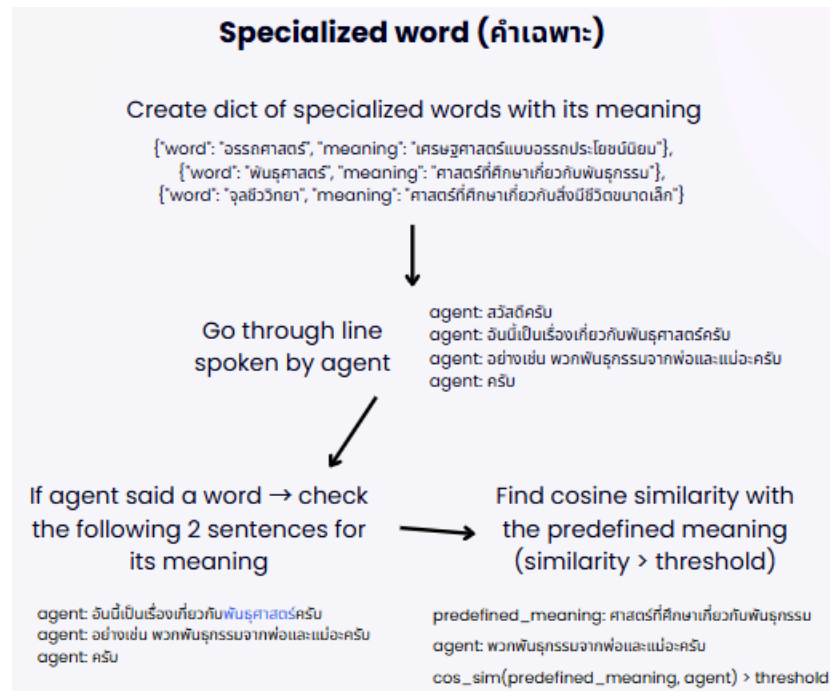 Specialized word (คำเฉพาะ)
Create dict of specialized words with its meaning
{"word": "อรรถศาสตร์", "meaning": "เศรษฐศาสตร์แบบอรรถประโยชน์นิยม"},
{"word": "พันธุศาสตร์", "meaning": "ศาสตร์ที่ศึกษาเกี่ยวกับพันธุกรรม"},
{"word": "จุลชีววิทยา", "meaning": "ศาสตร์ที่ศึกษาเกี่ยวกับสิ่งมีชีวิตขนาดเล็ก"}
Go through line
spoken by agent
agent: สวัสดีครับ
agent: อันนี้เป็นเรื่องเกี่ยวกับพันธุศาสตร์ครับ
agent: อย่างเช่น พวกพันธุกรรมจากพ่อและแม่อะครับ
agent: ครับ
If agent said a word → check
the following 2 sentences for
its meaning
agent: อันนี้เป็นเรื่องเกี่ยวกับพันธุศาสตร์ครับ
agent: อย่างเช่น พวกพันธุกรรมจากพ่อและแม่อะครับ
agent: ครับ
Find cosine similarity with
the predefined meaning
(similarity > threshold)
predefined_meaning: ศาสตร์ที่ศึกษาเกี่ยวกับพันธุกรรม
agent: พวกพันธุกรรมจากพ่อและแม่อะครับ
cos_sim(predefined_meaning, agent) > threshold